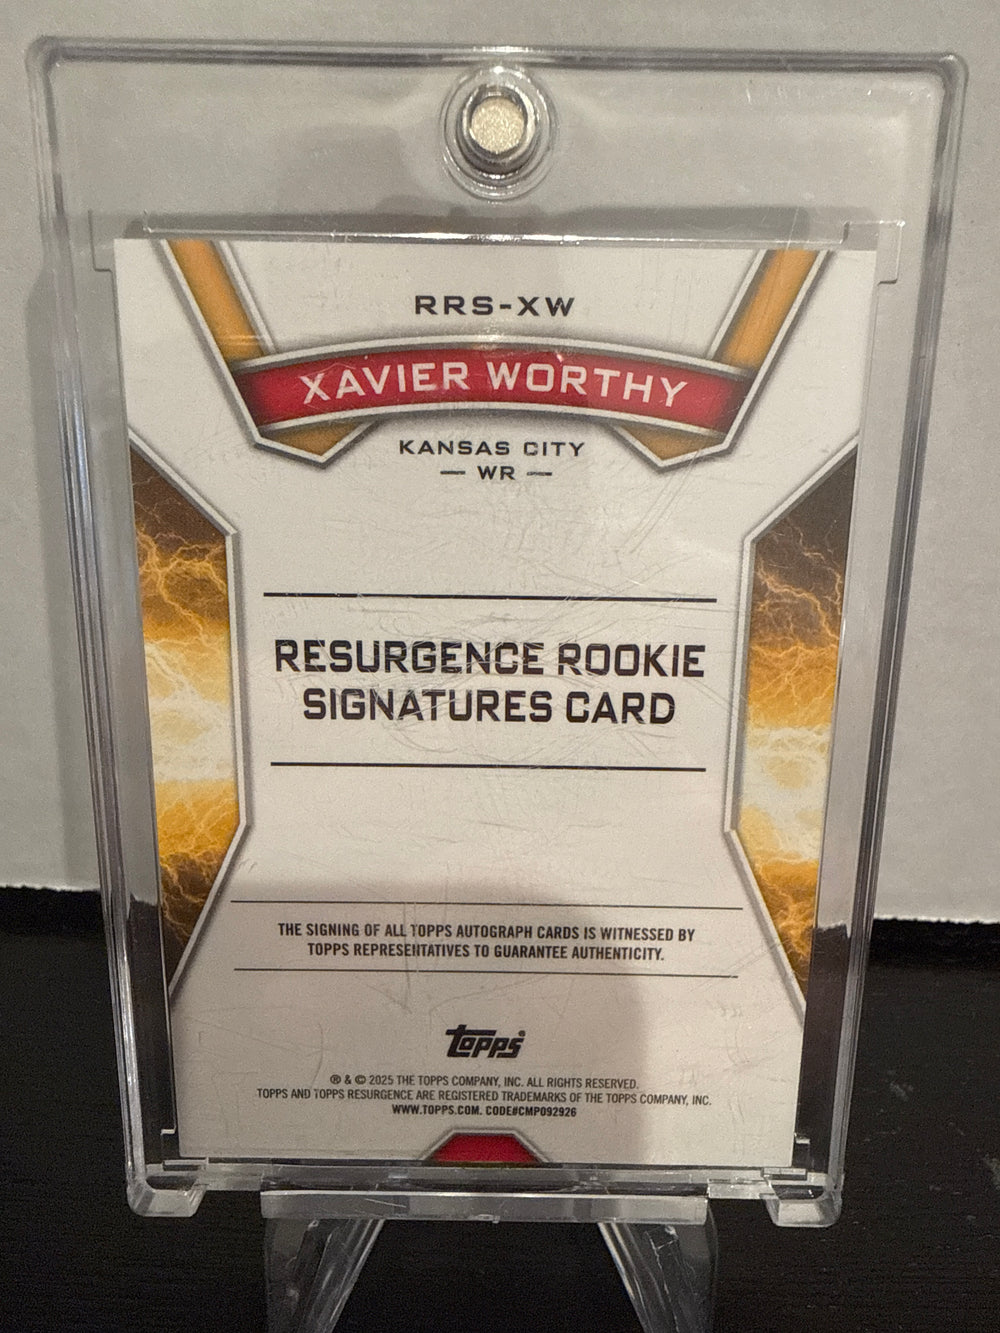 RRS-XW
XAVIER WORTHY
KANSAS CITY
— WR —
RESURGENCE ROOKIE
SIGNATURES CARD
THE SIGNING OF ALL TOPPS AUTOGRAPH CARDS IS WITNESSED BY
TOPPS REPRESENTATIVES TO GUARANTEE AUTHENTICITY.
topps®
® & © 2025 THE TOPPS COMPANY, INC. ALL RIGHTS RESERVED.
TOPPS AND TOPPS RESURGENCE ARE REGISTERED TRADEMARKS OF THE TOPPS COMPANY, INC.
WWW.TOPPS.COM. CODE#CMP092926